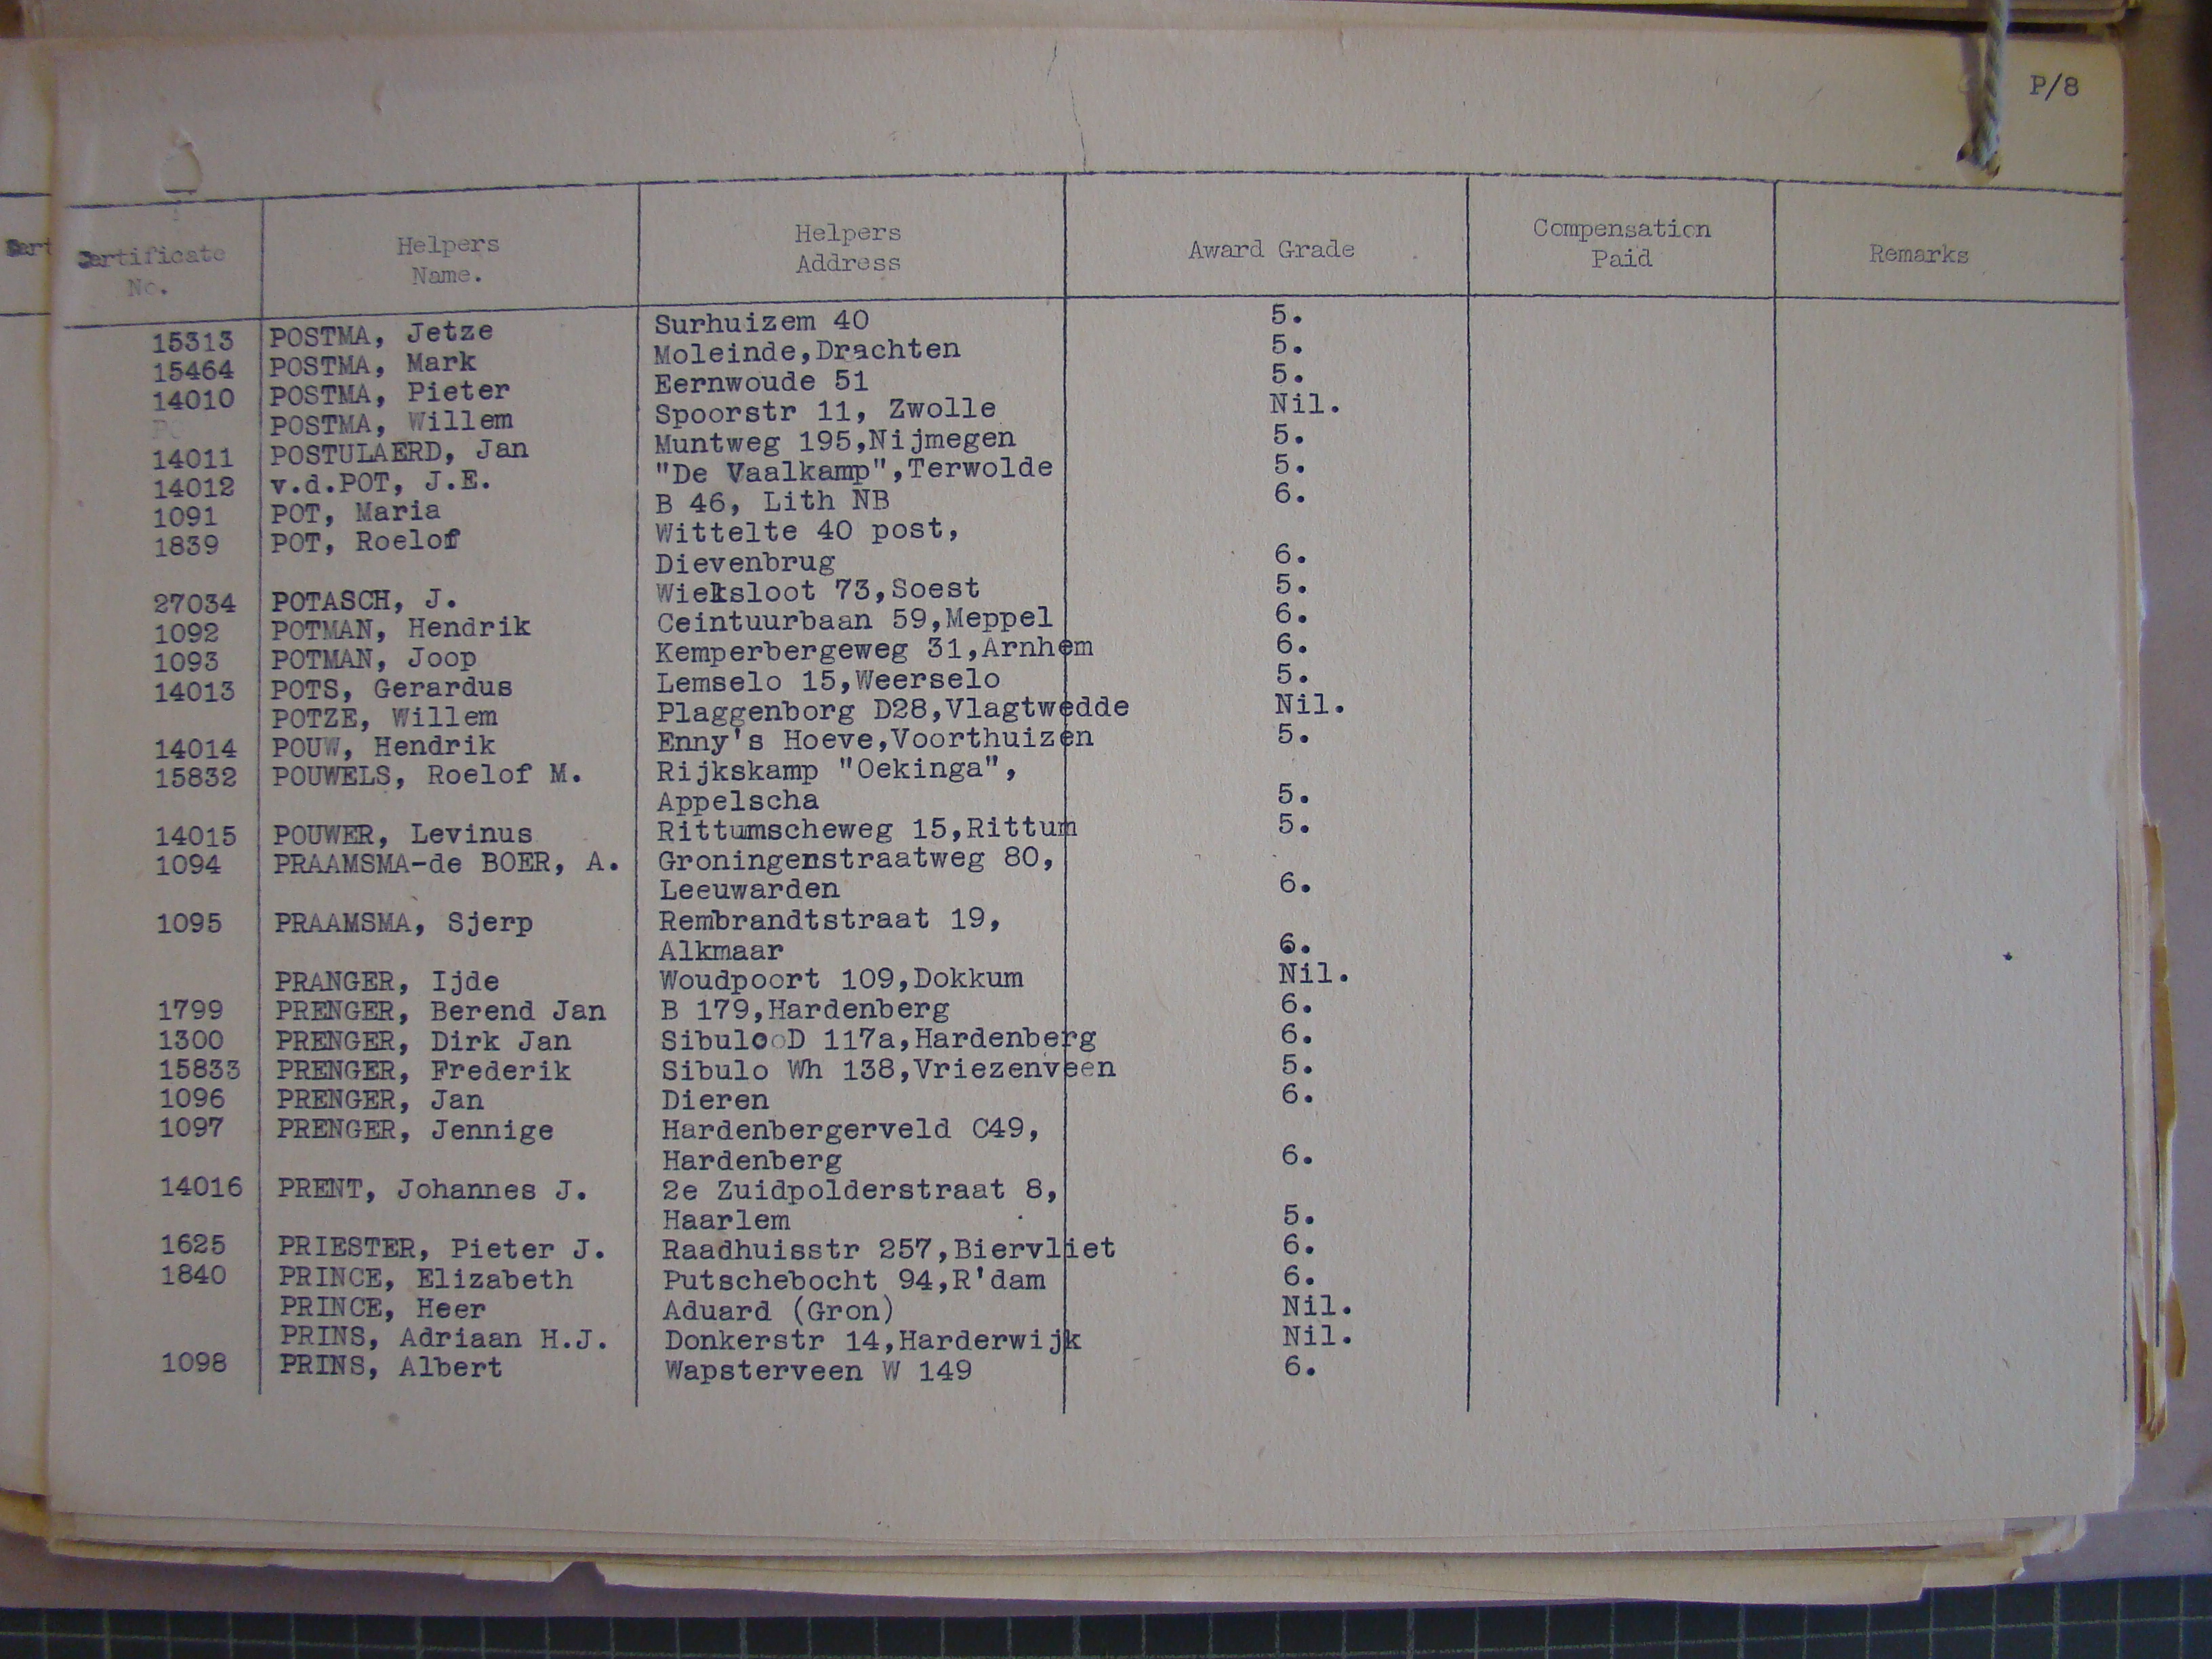 P/8
Certificate No. Helpers Name. Helpers Address Award Grade Compensation Paid Remarks
15313 POSTMA, Jetze Surhuizem 40 5.
15464 POSTMA, Mark Moleinde,Drachten 5.
14010 POSTMA, Pieter Eernwoude 51 5.
POSTMA, Willem Spoorstr 11, Zwolle Nil.
14011 POSTULAERD, Jan Muntweg 195,Nijmegen 5.
14012 v.d.POT, J.E. "De Vaalkamp",Terwolde 5.
1091 POT, Maria B 46, Lith NB 6.
1839 POT, Roelof Wittelte 40 post,
Dievenbrug 6.
27034 POTASCH, J. Wieksloot 73,Soest 5.
1092 POTMAN, Hendrik Ceintuurbaan 59,Meppel 6.
1093 POTMAN, Joop Kemperbergeweg 31,Arnhem 6.
14013 POTS, Gerardus Lemselo 15,Weerselo 5.
POTZE, Willem Plaggenborg D28,Vlagtwedde Nil.
14014 POUW, Hendrik Enny's Hoeve,Voorthuizen 5.
15832 POUWELS, Roelof M. Rijkskamp "Oekinga",
Appelscha 5.
14015 POUWER, Levinus Rittumscheweg 15,Rittum 5.
1094 PRAAMSMA-de BOER, A. Groningenstraatweg 80,
Leeuwarden 6.
1095 PRAAMSMA, Sjerp Rembrandtstraat 19,
Alkmaar 6.
PRANGER, Ijde Woudpoort 109,Dokkum Nil.
1799 PRENGER, Berend Jan B 179,Hardenberg 6.
1300 PRENGER, Dirk Jan SibulooD 117a,Hardenberg 6.
15833 PRENGER, Frederik Sibulo Wh 138,Vriezenveen 5.
1096 PRENGER, Jan Dieren 6.
1097 PRENGER, Jennige Hardenbergerveld C49,
Hardenberg 6.
14016 PRENT, Johannes J. 2e Zuidpolderstraat 8,
Haarlem 5.
1625 PRIESTER, Pieter J. Raadhuisstr 257,Biervliet 6.
1840 PRINCE, Elizabeth Putschebocht 94,R'dam 6.
PRINCE, Heer Aduard (Gron) Nil.
PRINS, Adriaan H.J. Donkerstr 14,Harderwijk Nil.
1098 PRINS, Albert Wapsterveen W 149 6.